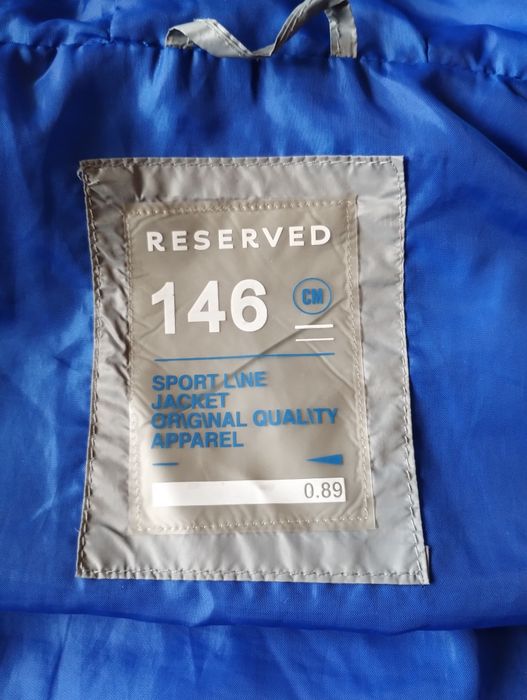 RESERVED
146 CM
SPORT LINE
JACKET
ORIGINAL QUALITY
APPAREL
0.89